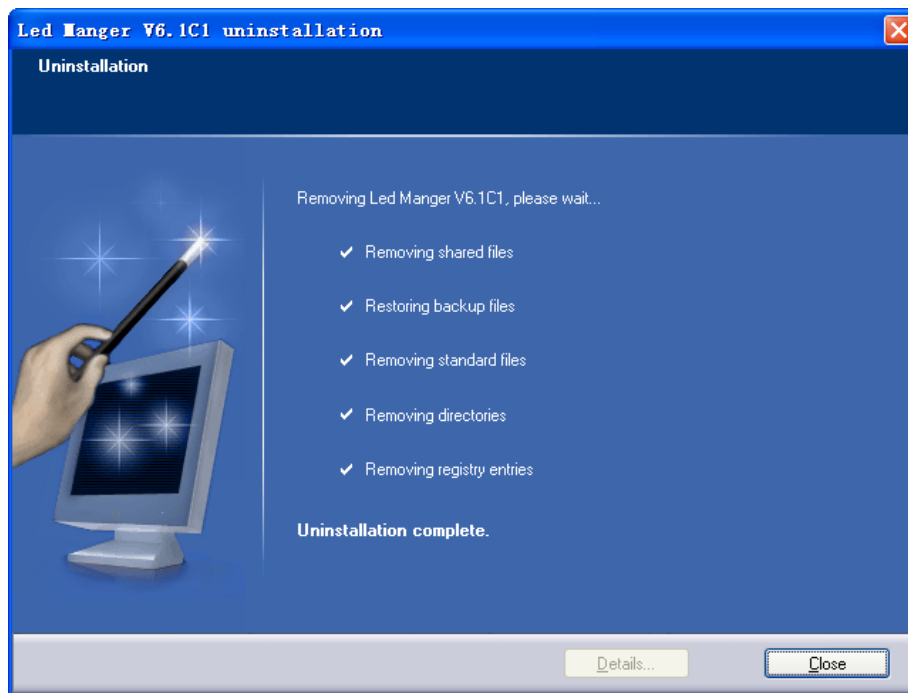 Led Manger V6.1C1 uninstallation
Uninstallation
Removing Led Manger V6.1C1, please wait...
Removing shared files
Restoring backup files
Removing standard files
Removing directories
Removing registry entries
Uninstallation complete.
Details...
Close